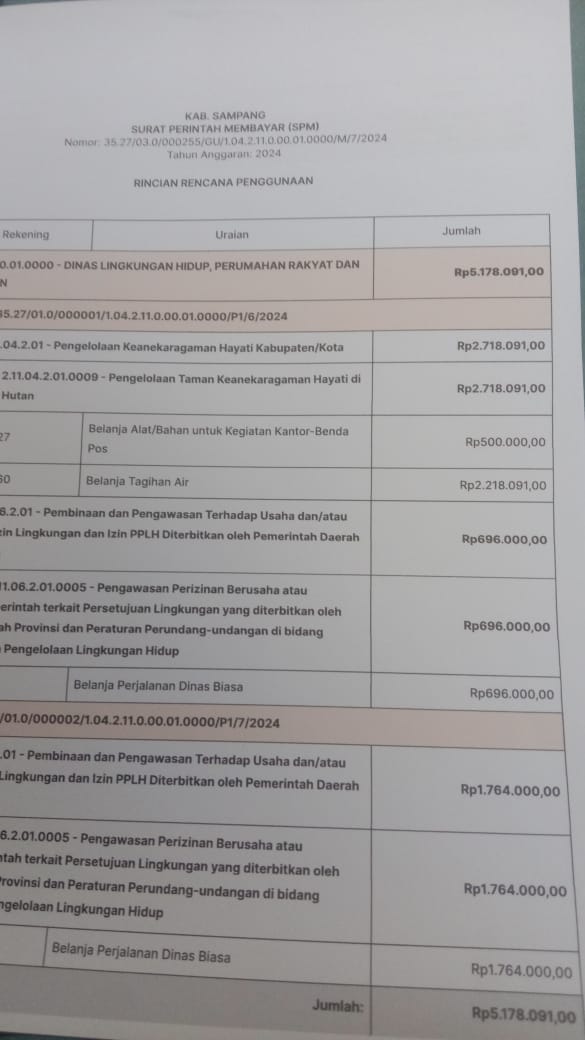 KAB. SAMPANG
SURAT PERINTAH MEMBAYAR (SPM)
Nomor: 35.27/03.0/000255/GU/1.04.2.11.0.00.01.0000/M/7/2024
Tahun Anggaran: 2024
RINCIAN RENCANA PENGGUNAAN
Rekening Uraian Jumlah
0.01.0000 - DINAS LINGKUNGAN HIDUP, PERUMAHAN RAKYAT DAN
N
Rp5.178.091,00
35.27/01.0/000001/1.04.2.11.0.00.01.0000/P1/6/2024
.04.2.01 - Pengelolaan Keanekaragaman Hayati Kabupaten/Kota Rp2.718.091,00
2.11.04.2.01.0009 - Pengelolaan Taman Keanekaragaman Hayati di
Hutan
Rp2.718.091,00
27 Belanja Alat/Bahan untuk Kegiatan Kantor-Benda
Pos
Rp500.000,00
60 Belanja Tagihan Air Rp2.218.091,00
6.2.01 - Pembinaan dan Pengawasan Terhadap Usaha dan/atau
zin Lingkungan dan Izin PPLH Diterbitkan oleh Pemerintah Daerah
Rp696.000,00
11.06.2.01.0005 - Pengawasan Perizinan Berusaha atau
erintah terkait Persetujuan Lingkungan yang diterbitkan oleh
ah Provinsi dan Peraturan Perundang-undangan di bidang
Pengelolaan Lingkungan Hidup
Rp696.000,00
Belanja Perjalanan Dinas Biasa Rp696.000,00
/01.0/000002/1.04.2.11.0.00.01.0000/P1/7/2024
.01 - Pembinaan dan Pengawasan Terhadap Usaha dan/atau
Lingkungan dan Izin PPLH Diterbitkan oleh Pemerintah Daerah
Rp1.764.000,00
6.2.01.0005 - Pengawasan Perizinan Berusaha atau
ntah terkait Persetujuan Lingkungan yang diterbitkan oleh
Provinsi dan Peraturan Perundang-undangan di bidang
ngelolaan Lingkungan Hidup
Rp1.764.000,00
Belanja Perjalanan Dinas Biasa Rp1.764.000,00
Jumlah: Rp5.178.091,00